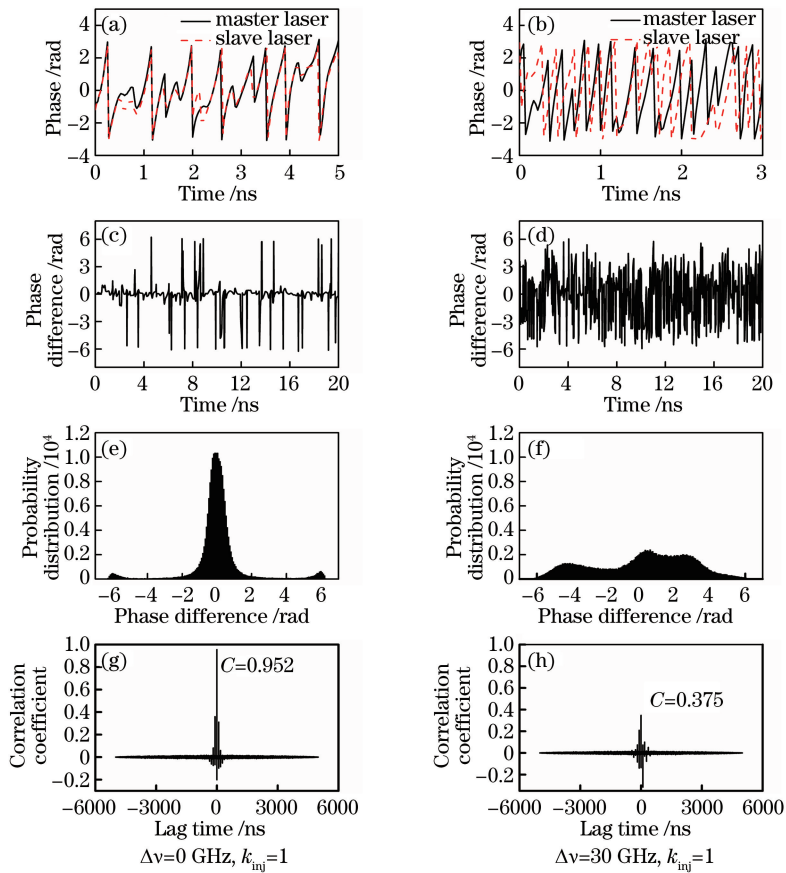 (a)
master laser
slave laser
4
2
0
−2
−4
Phase /rad
0 1 2 3 4 5
Time /ns
(b)
master laser
slave laser
4
2
0
−2
−4
Phase /rad
0 1 2 3
Time /ns
(c)
6
3
0
−3
−6
Phase
difference /rad
0 4 8 12 16 20
Time /ns
(d)
6
3
0
−3
−6
Phase
difference /rad
0 4 8 12 16 20
Time /ns
(e)
1.2
1.0
0.8
0.6
0.4
0.2
0
Probability
distribution /10⁴
−6 −4 −2 0 2 4 6
Phase difference /rad
(f)
1.2
1.0
0.8
0.6
0.4
0.2
0
Probability
distribution /10⁴
−6 −4 −2 0 2 4 6
Phase difference /rad
(g)
C=0.952
1.0
0.8
0.6
0.4
0.2
0
−0.2
Correlation
coefficient
−6000 −3000 0 3000 6000
Lag time /ns
Δν=0 GHz, kinj=1
(h)
C=0.375
1.0
0.8
0.6
0.4
0.2
0
−0.2
Correlation
coefficient
−6000 −3000 0 3000 6000
Lag time /ns
Δν=30 GHz, kinj=1